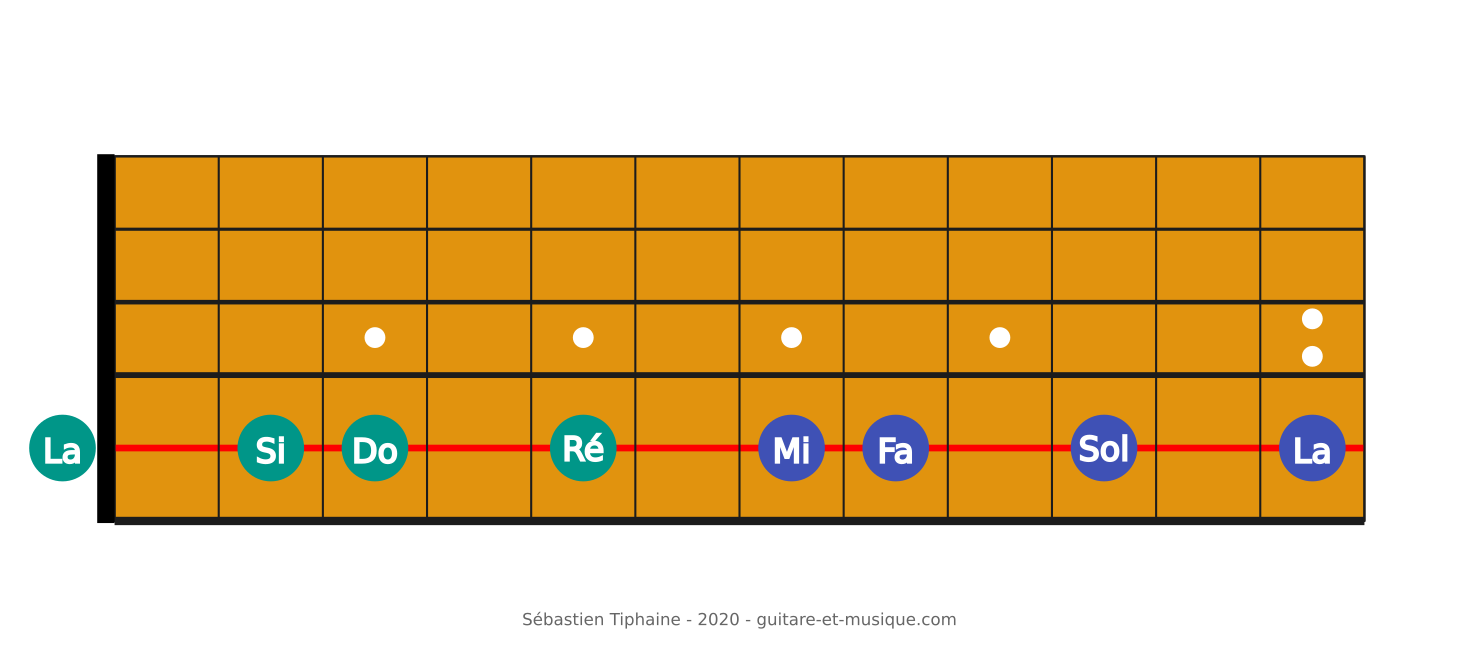 La Si Do Ré Mi Fa Sol La
Sébastien Tiphaine - 2020 - guitare-et-musique.com